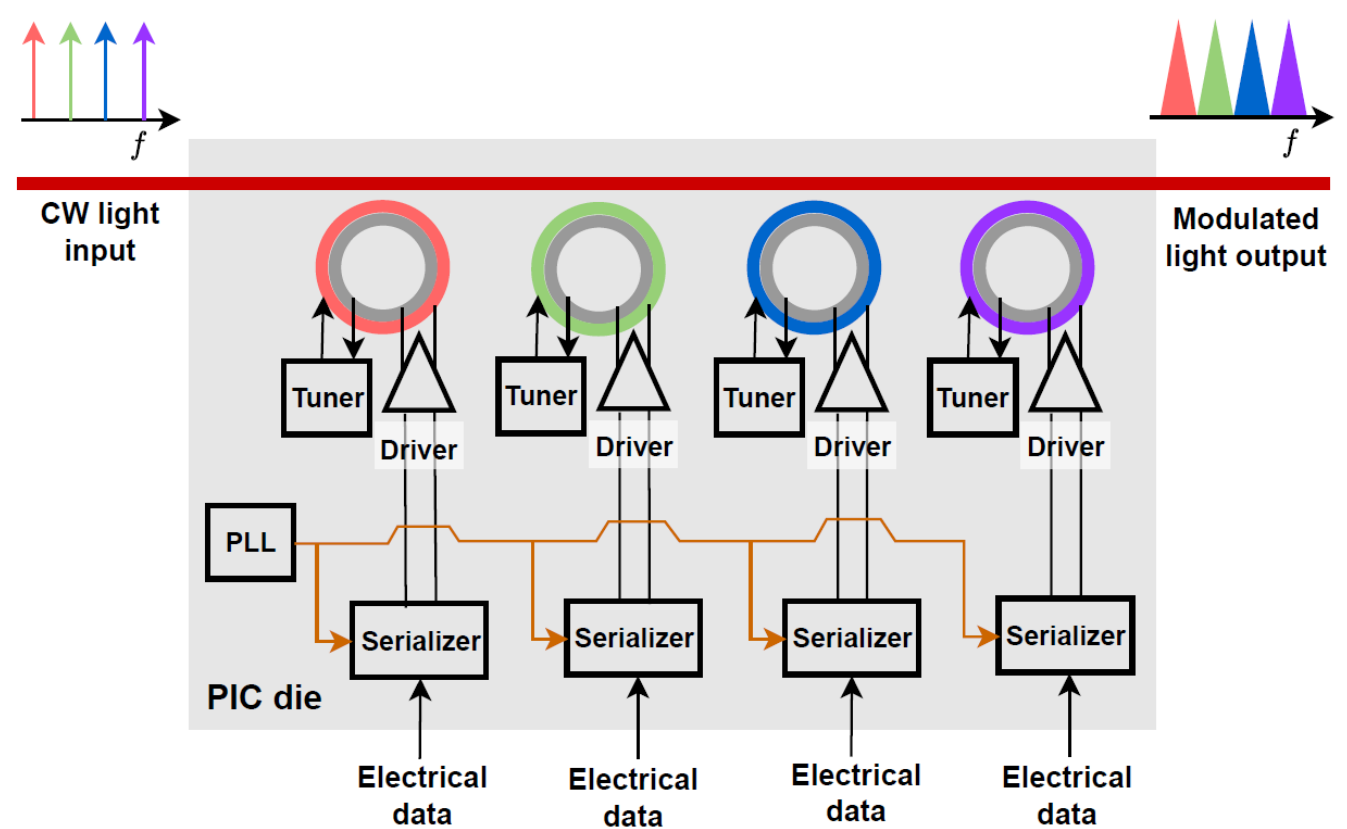 f
f
CW light
input
Modulated
light output
Tuner
Tuner
Tuner
Tuner
Driver
Driver
Driver
Driver
PLL
Serializer
Serializer
Serializer
Serializer
PIC die
Electrical
data
Electrical
data
Electrical
data
Electrical
data